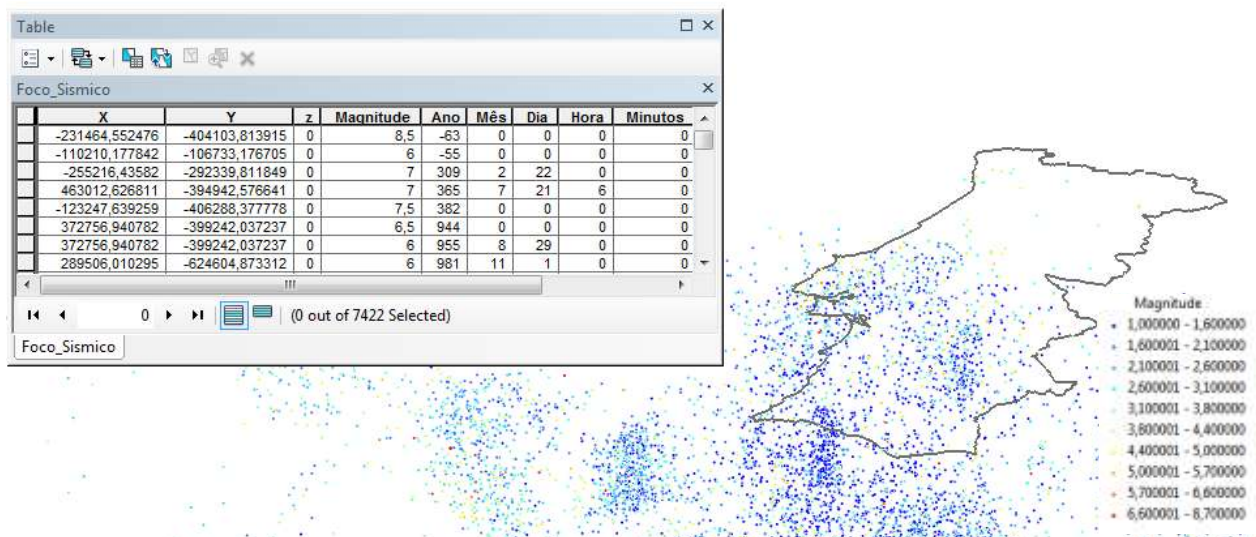 Table
Foco_Sismico
X Y z Magnitude Ano Mês Dia Hora Minutos
-231464,552476 -404103,813915 0 8,5 -63 0 0 0 0
-110210,177842 -106733,176705 0 6 -55 0 0 0 0
-255216,43582 -292339,811849 0 7 309 2 22 0 0
463012,626811 -394942,576641 0 7 365 7 21 6 0
-123247,639259 -406288,377778 0 7,5 382 0 0 0 0
372756,940782 -399242,037237 0 6,5 944 0 0 0 0
372756,940782 -399242,037237 0 6 955 8 29 0 0
289506,010295 -624604,873312 0 6 981 11 1 0 0
0 (0 out of 7422 Selected)
Foco_Sismico
Magnitude
1,000000 - 1,600000
1,600001 - 2,100000
2,100001 - 2,600000
2,600001 - 3,100000
3,100001 - 3,800000
3,800001 - 4,400000
4,400001 - 5,000000
5,000001 - 5,700000
5,700001 - 6,600000
6,600001 - 8,700000